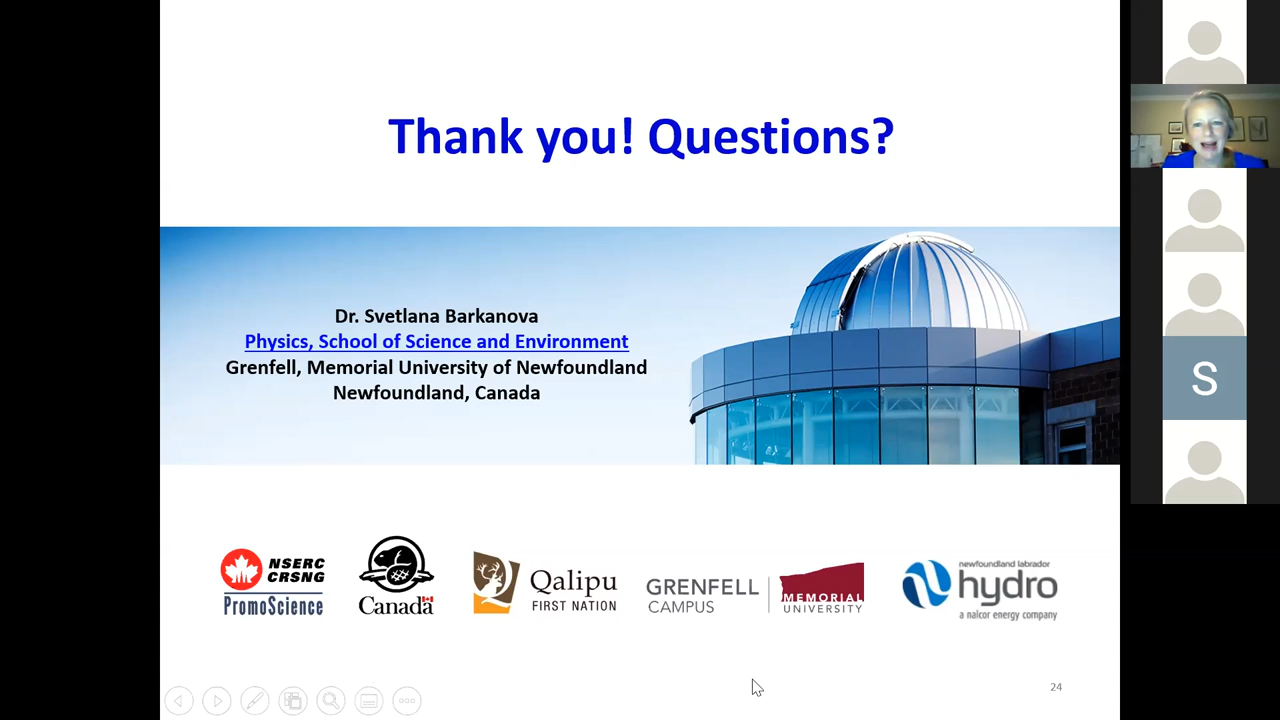 Thank you! Questions?
Dr. Svetlana Barkanova
Physics, School of Science and Environment
Grenfell, Memorial University of Newfoundland
Newfoundland, Canada
S
NSERC
CRSNG
PromoScience
Canada
Qalipu
FIRST NATION
GRENFELL
CAMPUS
MEMORIAL
UNIVERSITY
newfoundland labrador
hydro
a nalcor energy company
24